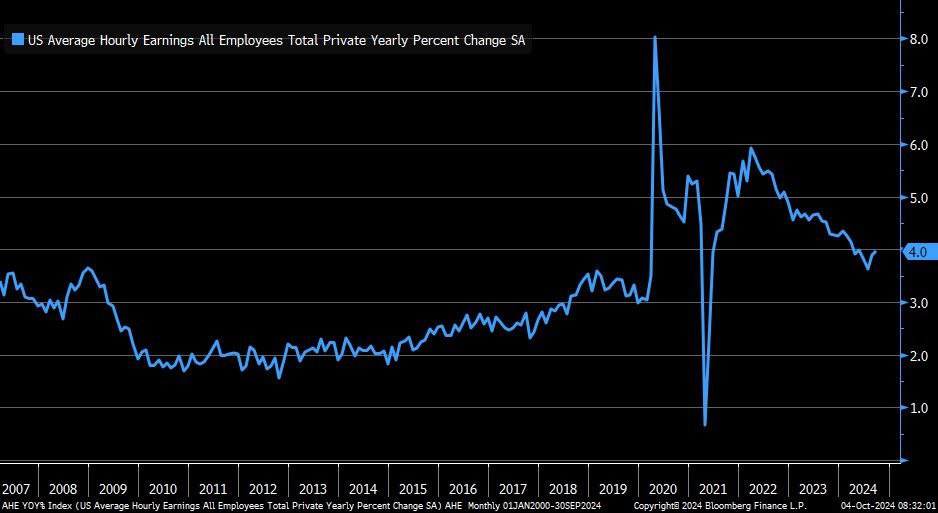 US Average Hourly Earnings All Employees Total Private Yearly Percent Change SA
8.0
7.0
6.0
5.0
4.0
3.0
2.0
1.0
2007 2008 2009 2010 2011 2012 2013 2014 2015 2016 2017 2018 2019 2020 2021 2022 2023 2024
AHE YOY% Index (US Average Hourly Earnings All Employees Total Private Yearly Percent Change SA) AHE Monthly 01JAN2000-30SEP2024 Copyright© 2024 Bloomberg Finance L.P. 04-Oct-2024 08:32:01